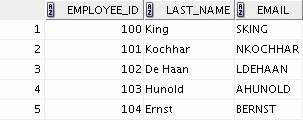 EMPLOYEE_ID LAST_NAME EMAIL
1 100 King SKING
2 101 Kochhar NKOCHHAR
3 102 De Haan LDEHAAN
4 103 Hunold AHUNOLD
5 104 Ernst BERNST